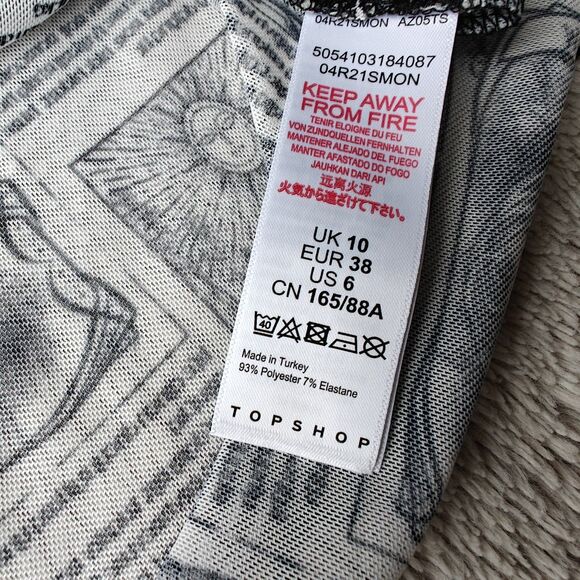 04R21SMON AZ05TS
5054103184087
04R21SMON
KEEP AWAY
FROM FIRE
TENIR ELOIGNE DU FEU
VON ZUNDQUELLEN FERNHALTEN
MANTENER ALEJADO DEL FUEGO
MANTER AFASTADO DO FOGO
JAUHKAN DARI API
远离火源
火気から遠ざけて下さい。
UK 10
EUR 38
US 6
CN 165/88A
40
Made in Turkey
93% Polyester 7% Elastane
TOPSHOP